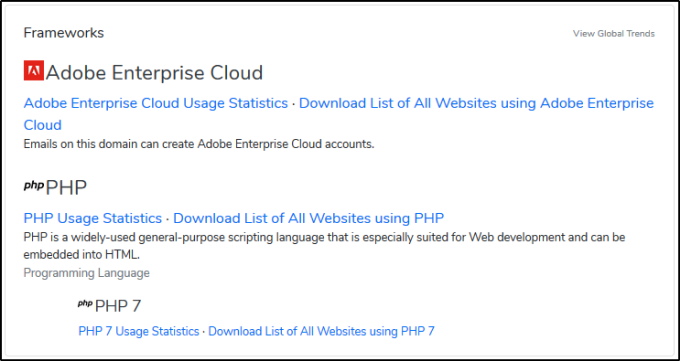 Frameworks
View Global Trends
Adobe Enterprise Cloud
Adobe Enterprise Cloud Usage Statistics · Download List of All Websites using Adobe Enterprise
Cloud
Emails on this domain can create Adobe Enterprise Cloud accounts.
php PHP
PHP Usage Statistics · Download List of All Websites using PHP
PHP is a widely-used general-purpose scripting language that is especially suited for Web development and can be
embedded into HTML.
Programming Language
php PHP 7
PHP 7 Usage Statistics · Download List of All Websites using PHP 7